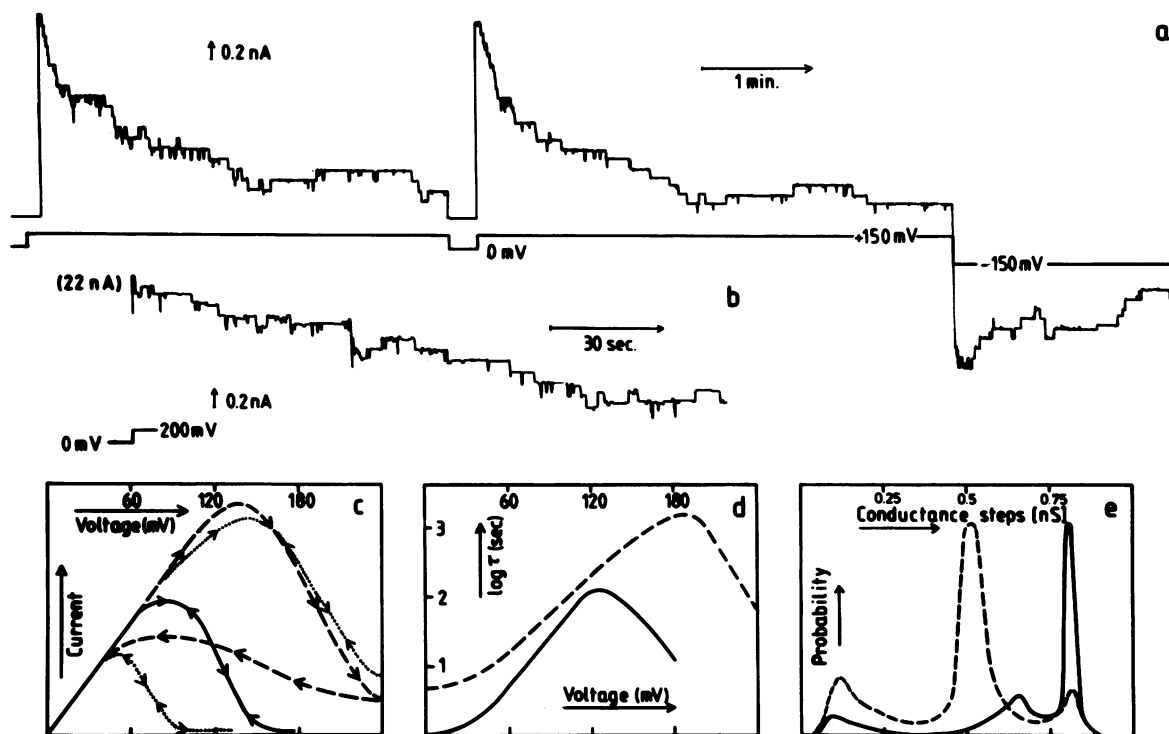 a
↑ 0.2 nA
1 min.
0 mV
+150 mV
-150 mV
(22 nA)
b
30 sec.
↑ 0.2 nA
0 mV
200 mV
60 120 180 c
Voltage (mV)
Current
60 120 180 d
3
2
1
log τ (sec)
Voltage (mV)
0.25 0.5 0.75 e
Conductance steps (nS)
Probability